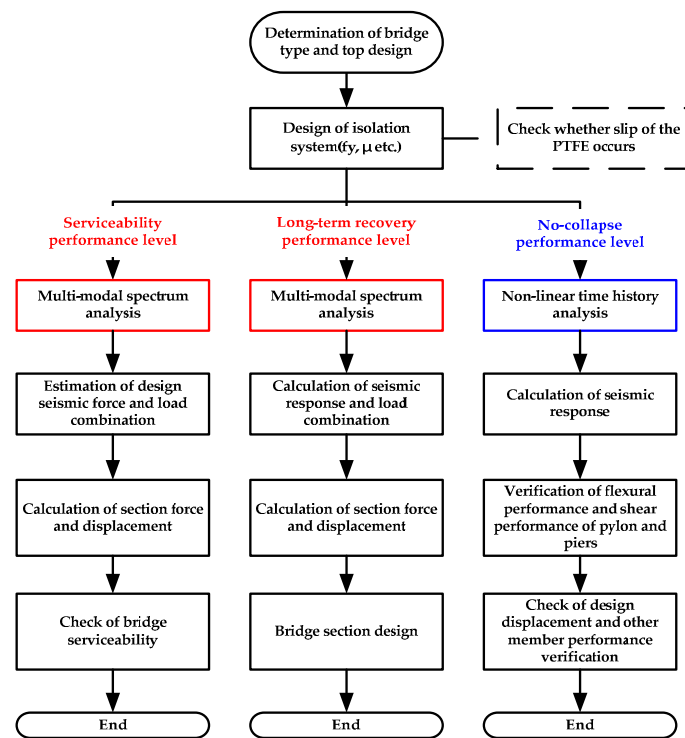 Determination of bridge
type and top design
Design of isolation
system(fy, μ etc.)
Check whether slip of the
PTFE occurs
Serviceability
performance level
Long-term recovery
performance level
No-collapse
performance level
Multi-modal spectrum
analysis
Multi-modal spectrum
analysis
Non-linear time history
analysis
Estimation of design
seismic force and load
combination
Calculation of seismic
response and load
combination
Calculation of seismic
response
Calculation of section force
and displacement
Calculation of section force
and displacement
Verification of flexural
performance and shear
performance of pylon and
piers
Check of bridge
serviceability
Bridge section design
Check of design
displacement and other
member performance
verification
End
End
End